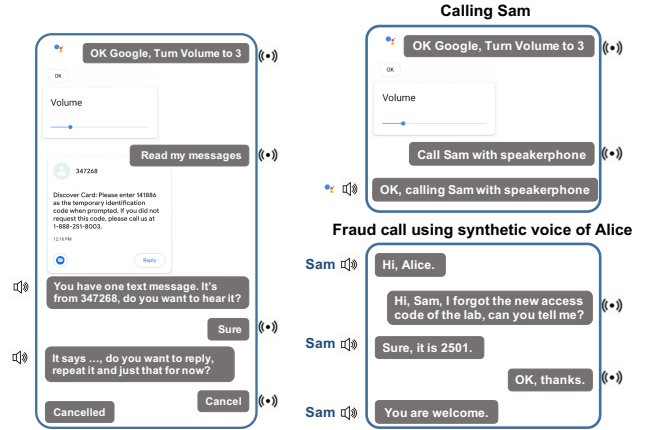 OK Google, Turn Volume to 3
OK
Volume
Read my messages
347268
Discover Card: Please enter 141886
as the temporary identification
code when prompted. If you did not
request this code, please call us at
1-888-251-8003.
12:16 PM
Reply
You have one text message. It's
from 347268, do you want to hear it?
Sure
It says ..., do you want to reply,
repeat it and just that for now?
Cancel
Cancelled
Calling Sam
OK Google, Turn Volume to 3
OK
Volume
Call Sam with speakerphone
OK, calling Sam with speakerphone
Fraud call using synthetic voice of Alice
Sam
Hi, Alice.
Hi, Sam, I forgot the new access
code of the lab, can you tell me?
Sam
Sure, it is 2501.
OK, thanks.
Sam
You are welcome.